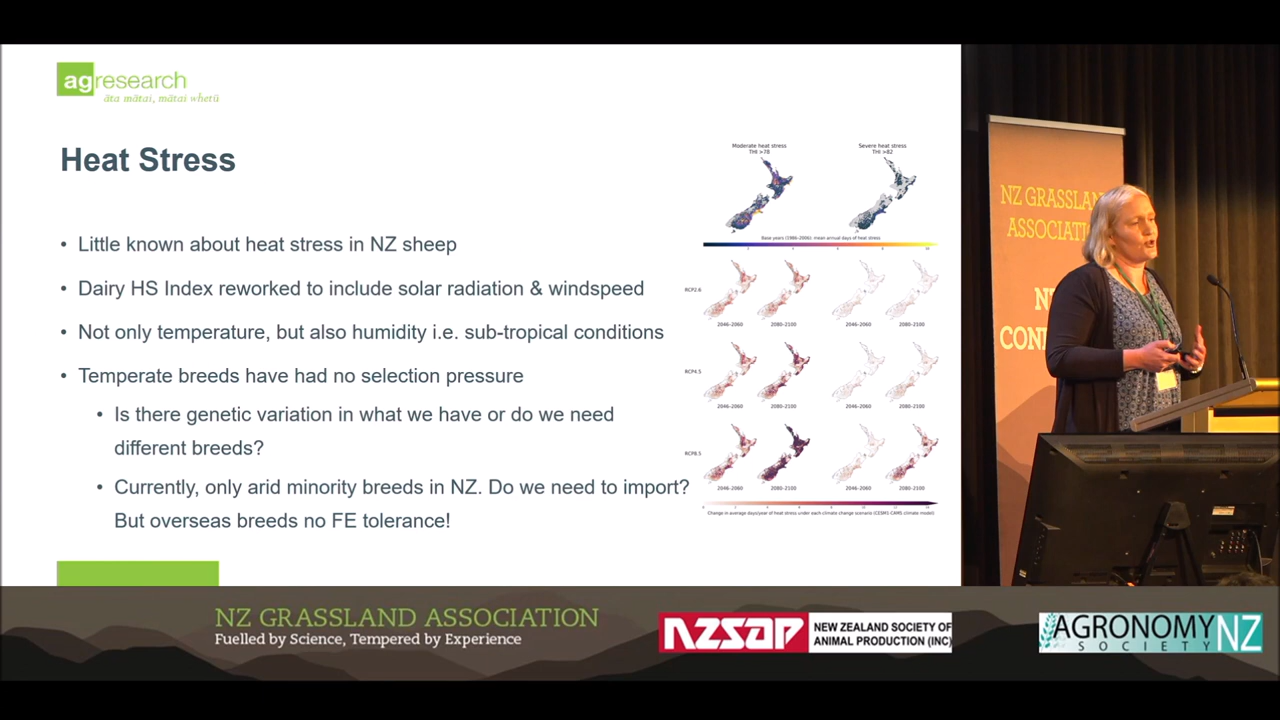 agresearch
āta mātai, mātai whetū
Heat Stress
• Little known about heat stress in NZ sheep
• Dairy HS Index reworked to include solar radiation & windspeed
• Not only temperature, but also humidity i.e. sub-tropical conditions
• Temperate breeds have had no selection pressure
• Is there genetic variation in what we have or do we need
different breeds?
• Currently, only arid minority breeds in NZ. Do we need to import?
But overseas breeds no FE tolerance!
Moderate heat stress
THI >78
Severe heat stress
THI >82
Base years (1986-2006): mean annual days of heat stress
RCP2.6
2046-2060 2080-2100 2046-2060 2080-2100
RCP4.5
2046-2060 2080-2100 2046-2060 2080-2100
RCP8.5
2046-2060 2080-2100 2046-2060 2080-2100
Change in average days/year of heat stress under each climate change scenario (CESM1-CAM5 climate model)
NZ GRASSLAN
ASSOCIATI
CON
NZ GRASSLAND ASSOCIATION
Fuelled by Science, Tempered by Experience
NZSAP
NEW ZEALAND SOCIETY OF
ANIMAL PRODUCTION (INC)
AGRONOMY NZ
SOCIETY